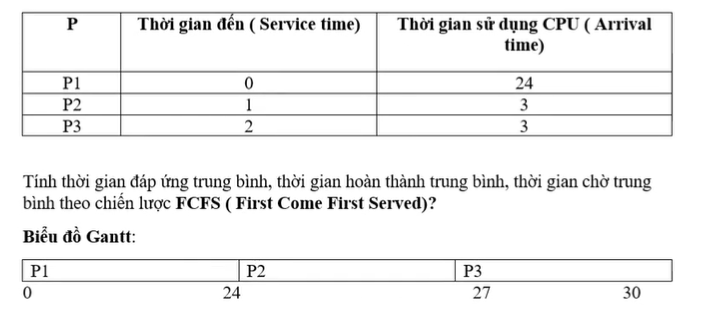 P Thời gian đến ( Service time) Thời gian sử dụng CPU ( Arrival
time)
P1 0 24
P2 1 3
P3 2 3
Tính thời gian đáp ứng trung bình, thời gian hoàn thành trung bình, thời gian chờ trung
bình theo chiến lược FCFS ( First Come First Served)?
Biểu đồ Gantt:
P1 P2 P3
0 24 27 30